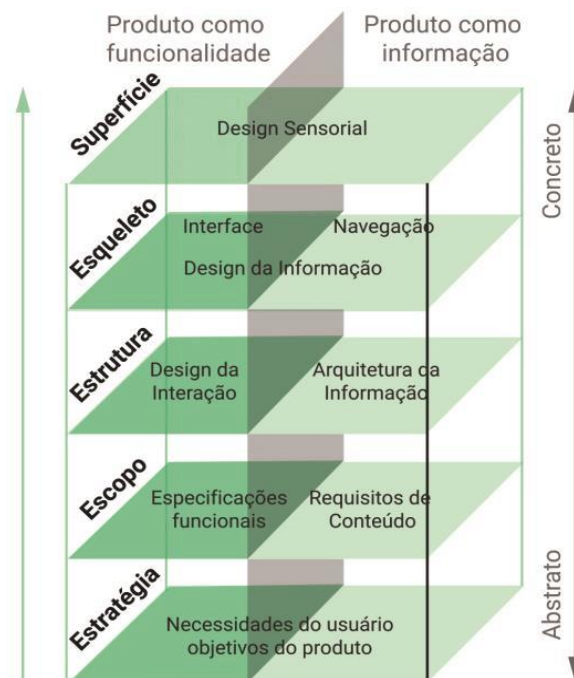 Produto como
funcionalidade
Produto como
informação
Superfície
Design Sensorial
Concreto
Esqueleto
Interface
Navegação
Design da Informação
Estrutura
Design da
Interação
Arquitetura da
Informação
Escopo
Especificações
funcionais
Requisitos de
Conteúdo
Estratégia
Necessidades do usuário
objetivos do produto
Abstrato